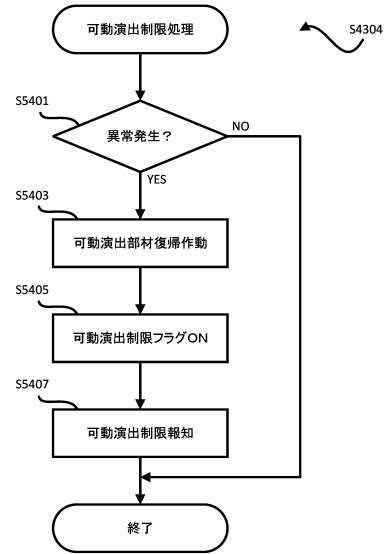 可動演出制限処理
S4304
S5401
異常発生？
NO
YES
S5403
可動演出部材復帰作動
S5405
可動演出制限フラグＯＮ
S5407
可動演出制限報知
終了